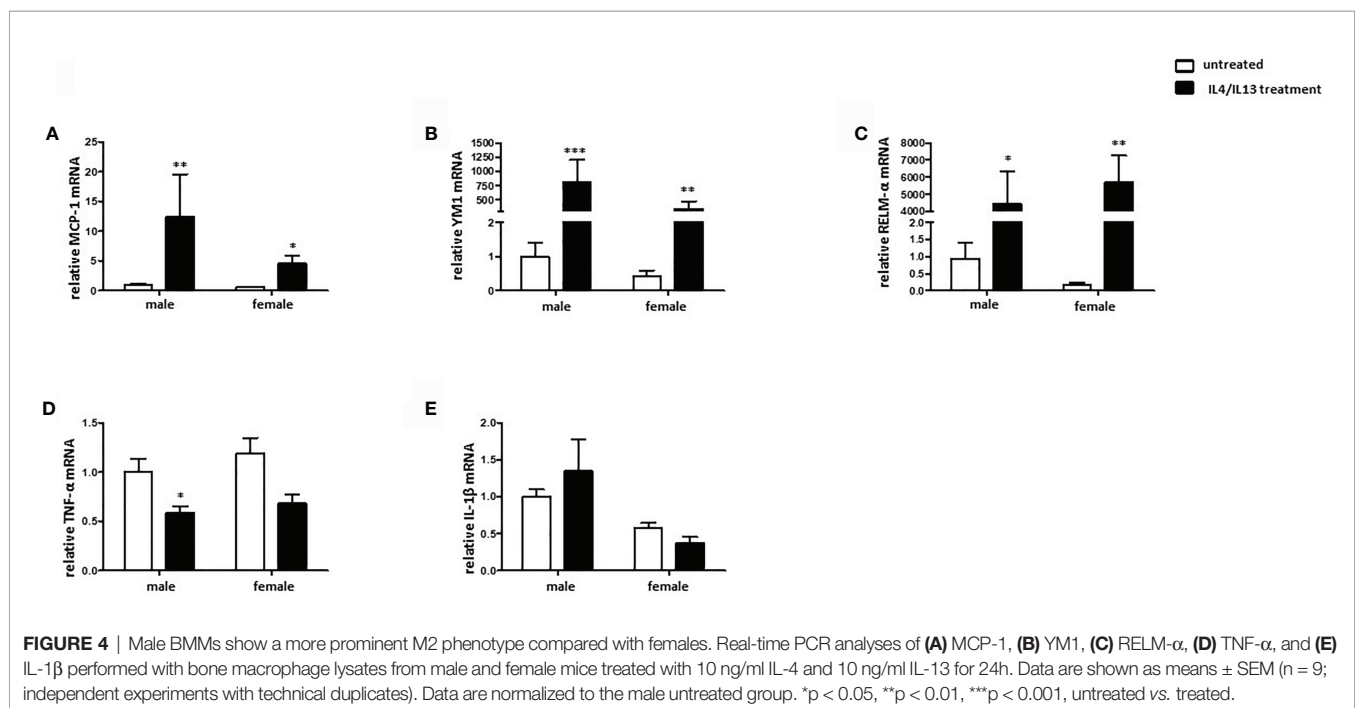 untreated
IL4/IL13 treatment
A
relative MCP-1 mRNA
25
20
15
10
5
0
**
*
male female
B
relative YM1 mRNA
1500
1250
1000
750
500
2
1
0
***
**
male female
C
relative RELM-α mRNA
8000
7000
6000
5000
4000
2.0
1.5
1.0
0.5
0.0
*
**
male female
D
relative TNF-α mRNA
1.5
1.0
0.5
0.0
*
male female
E
relative IL-1β mRNA
2.0
1.5
1.0
0.5
0.0
male female
FIGURE 4 | Male BMMs show a more prominent M2 phenotype compared with females. Real-time PCR analyses of (A) MCP-1, (B) YM1, (C) RELM-α, (D) TNF-α, and (E)
IL-1β performed with bone macrophage lysates from male and female mice treated with 10 ng/ml IL-4 and 10 ng/ml IL-13 for 24h. Data are shown as means ± SEM (n = 9;
independent experiments with technical duplicates). Data are normalized to the male untreated group. *p < 0.05, **p < 0.01, ***p < 0.001, untreated vs. treated.